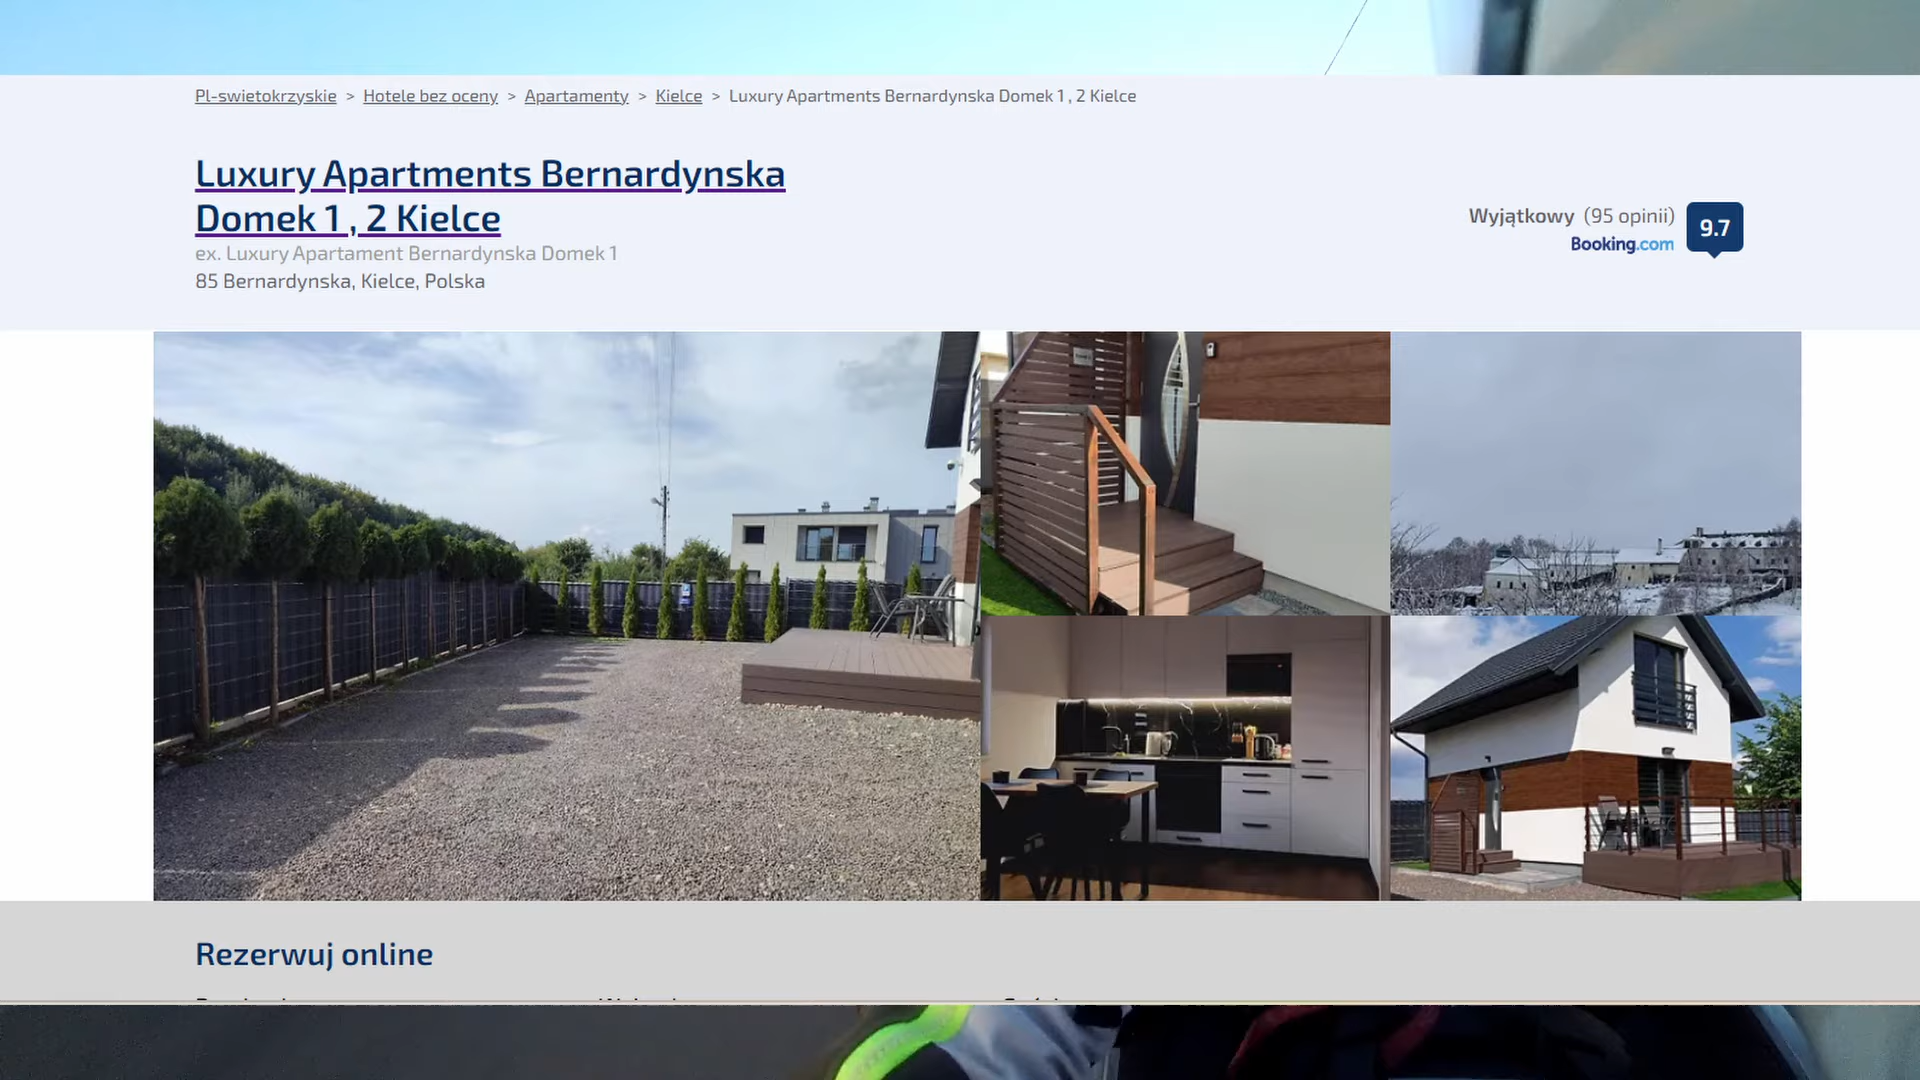 Pl-swietokrzyskie > Hotele bez oceny > Apartamenty > Kielce > Luxury Apartments Bernardynska Domek 1 , 2 Kielce
Luxury Apartments Bernardynska
Domek 1 , 2 Kielce
ex. Luxury Apartment Bernardynska Domek 1
85 Bernardynska, Kielce, Polska
Wyjątkowy (95 opinii)
Booking.com
9.7
Rezerwuj online